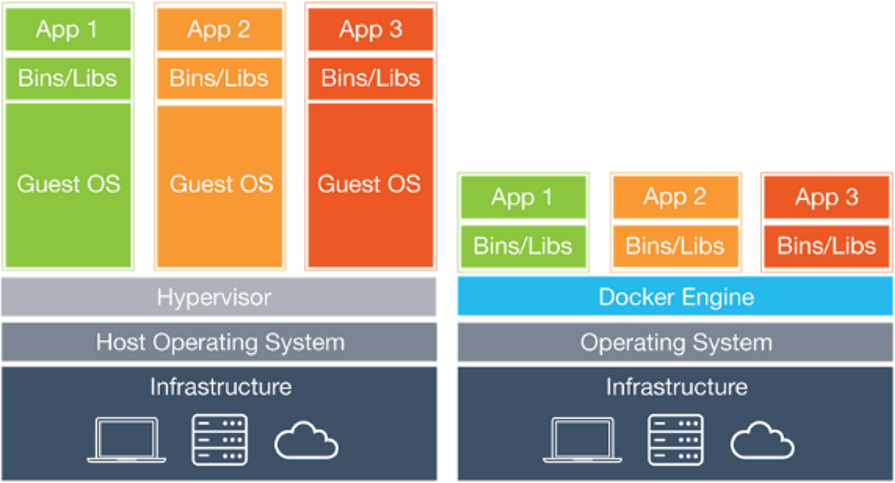 App 1
App 2
App 3
Bins/Libs
Bins/Libs
Bins/Libs
Guest OS
Guest OS
Guest OS
Hypervisor
Host Operating System
Infrastructure
App 1
App 2
App 3
Bins/Libs
Bins/Libs
Bins/Libs
Docker Engine
Operating System
Infrastructure